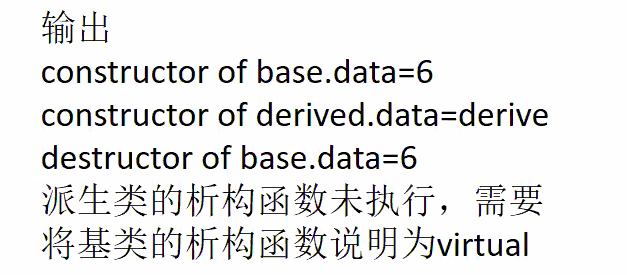 输出
constructor of base.data=6
constructor of derived.data=derive
destructor of base.data=6
派生类的析构函数未执行，需要
将基类的析构函数说明为virtual